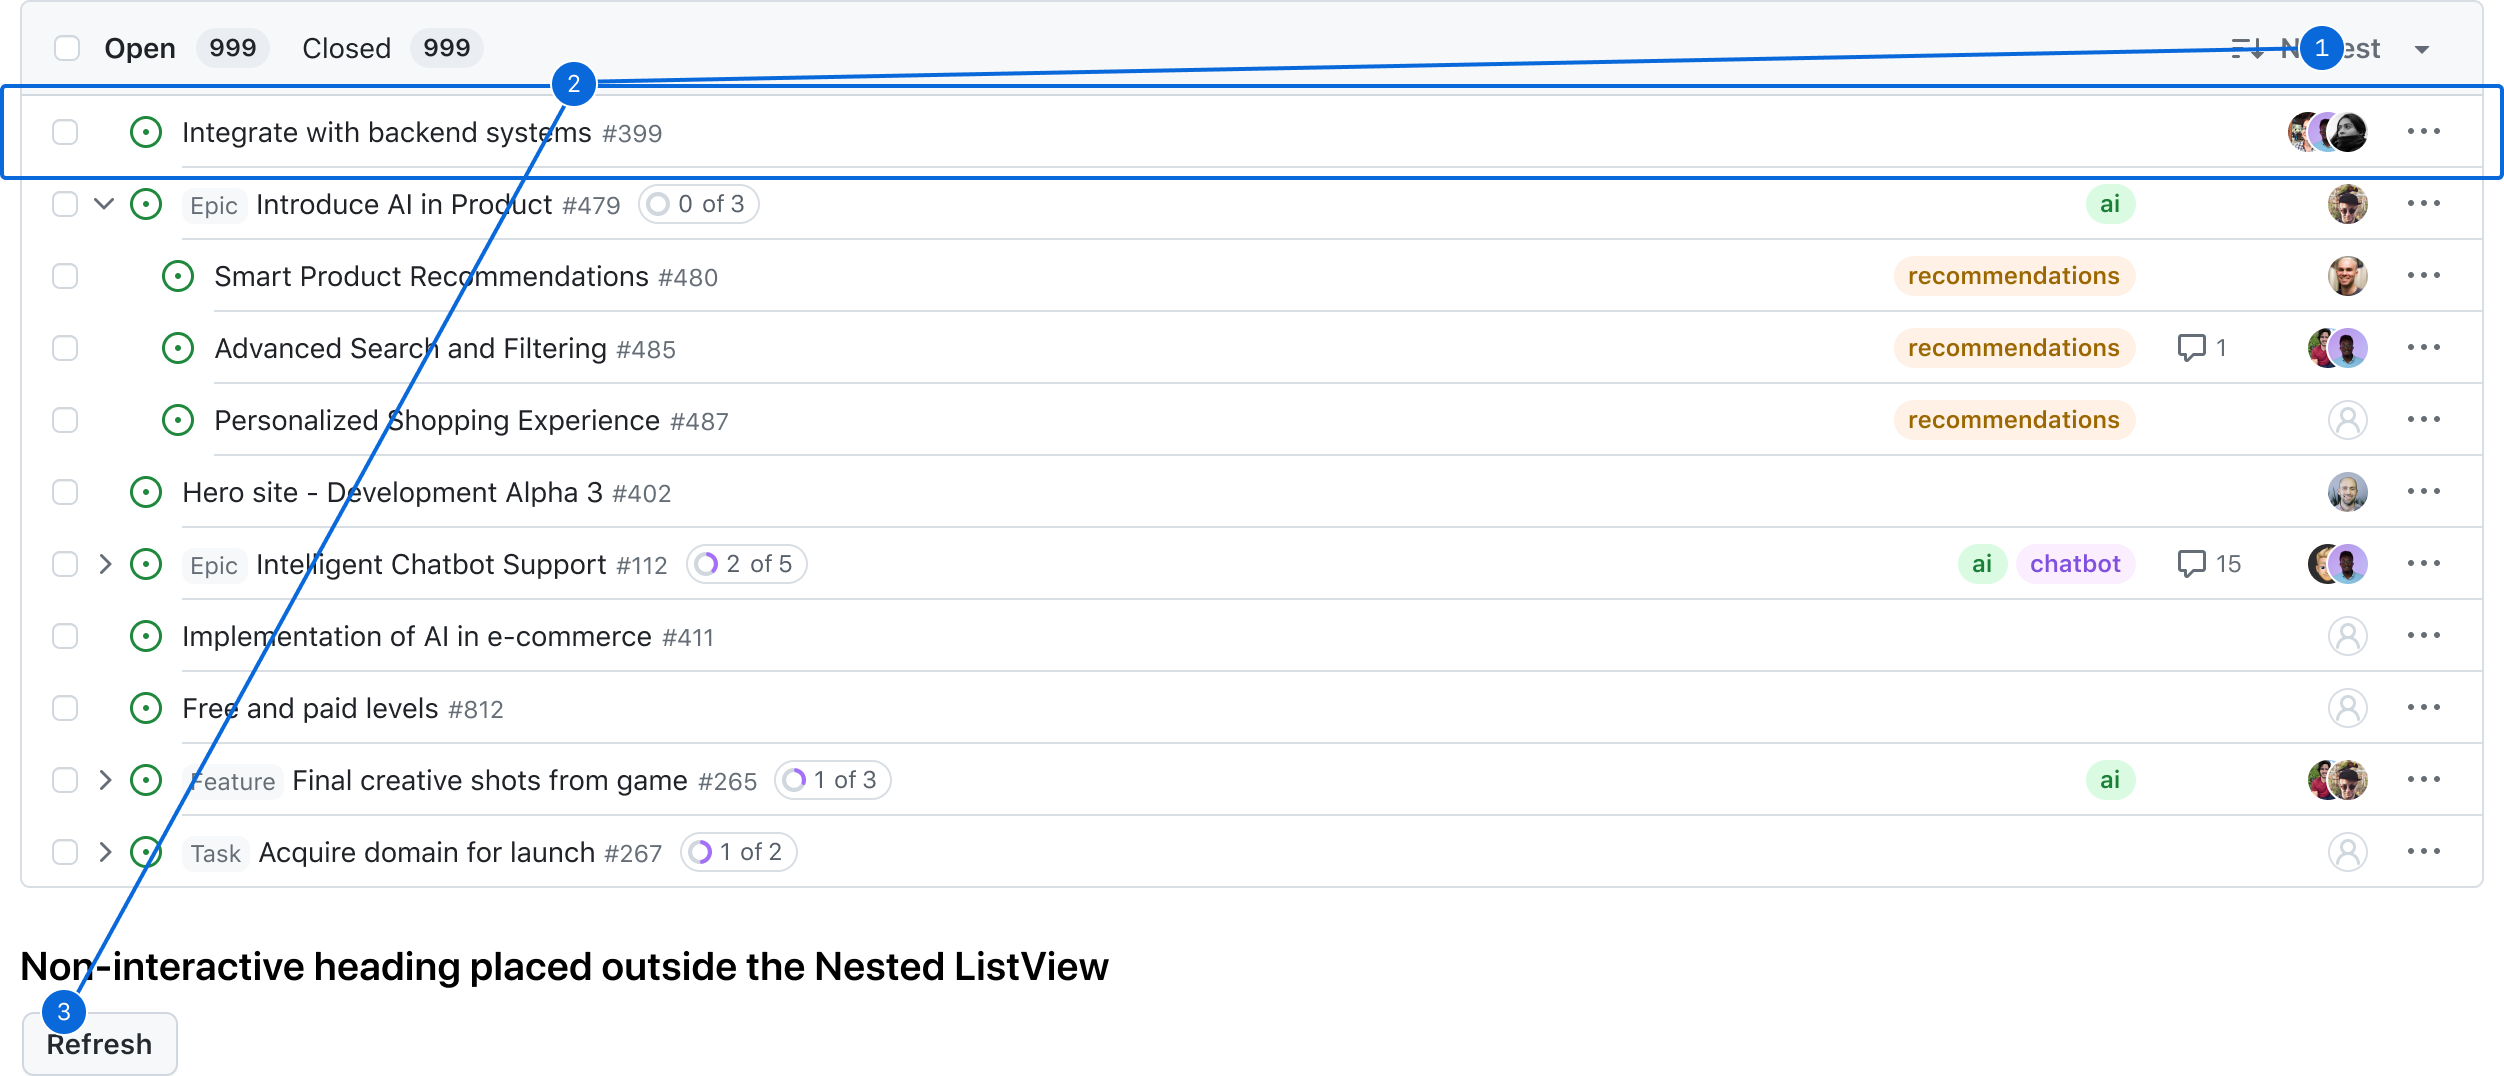 Open 999 Closed 999 Newest
1
2
Integrate with backend systems #399
Epic Introduce AI in Product #479 0 of 3 ai
Smart Product Recommendations #480 recommendations
Advanced Search and Filtering #485 recommendations 1
Personalized Shopping Experience #487 recommendations
Hero site - Development Alpha 3 #402
Epic Intelligent Chatbot Support #112 2 of 5 ai chatbot 15
Implementation of AI in e-commerce #411
Free and paid levels #812
Feature Final creative shots from game #265 1 of 3 ai
Task Acquire domain for launch #267 1 of 2
Non-interactive heading placed outside the Nested ListView
3
Refresh